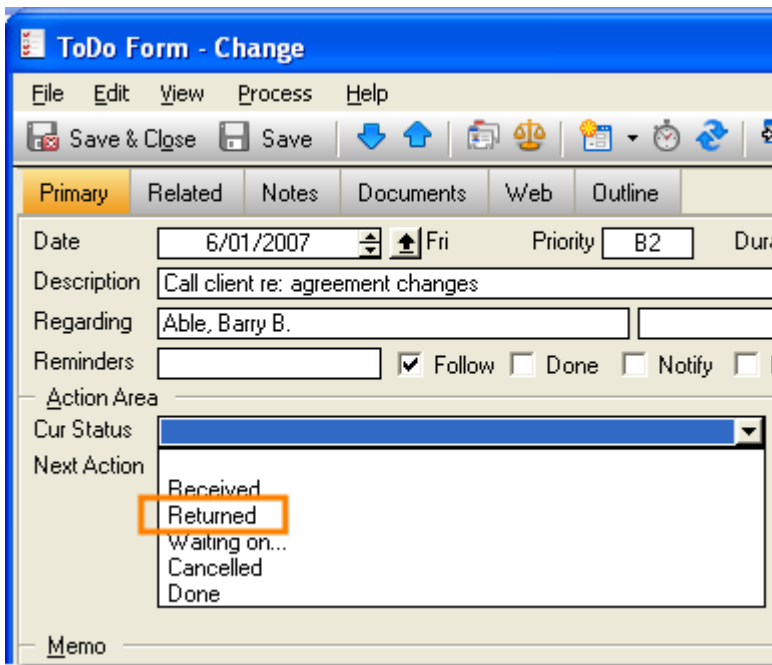 ToDo Form - Change
File Edit View Process Help
Save & Close Save
Primary Related Notes Documents Web Outline
Date 6/01/2007 Fri Priority B2
Description Call client re: agreement changes
Regarding Able, Barry B.
Reminders Follow Done Notify
Action Area
Cur Status
Next Action
Received
Returned
Waiting on...
Cancelled
Done
Memo